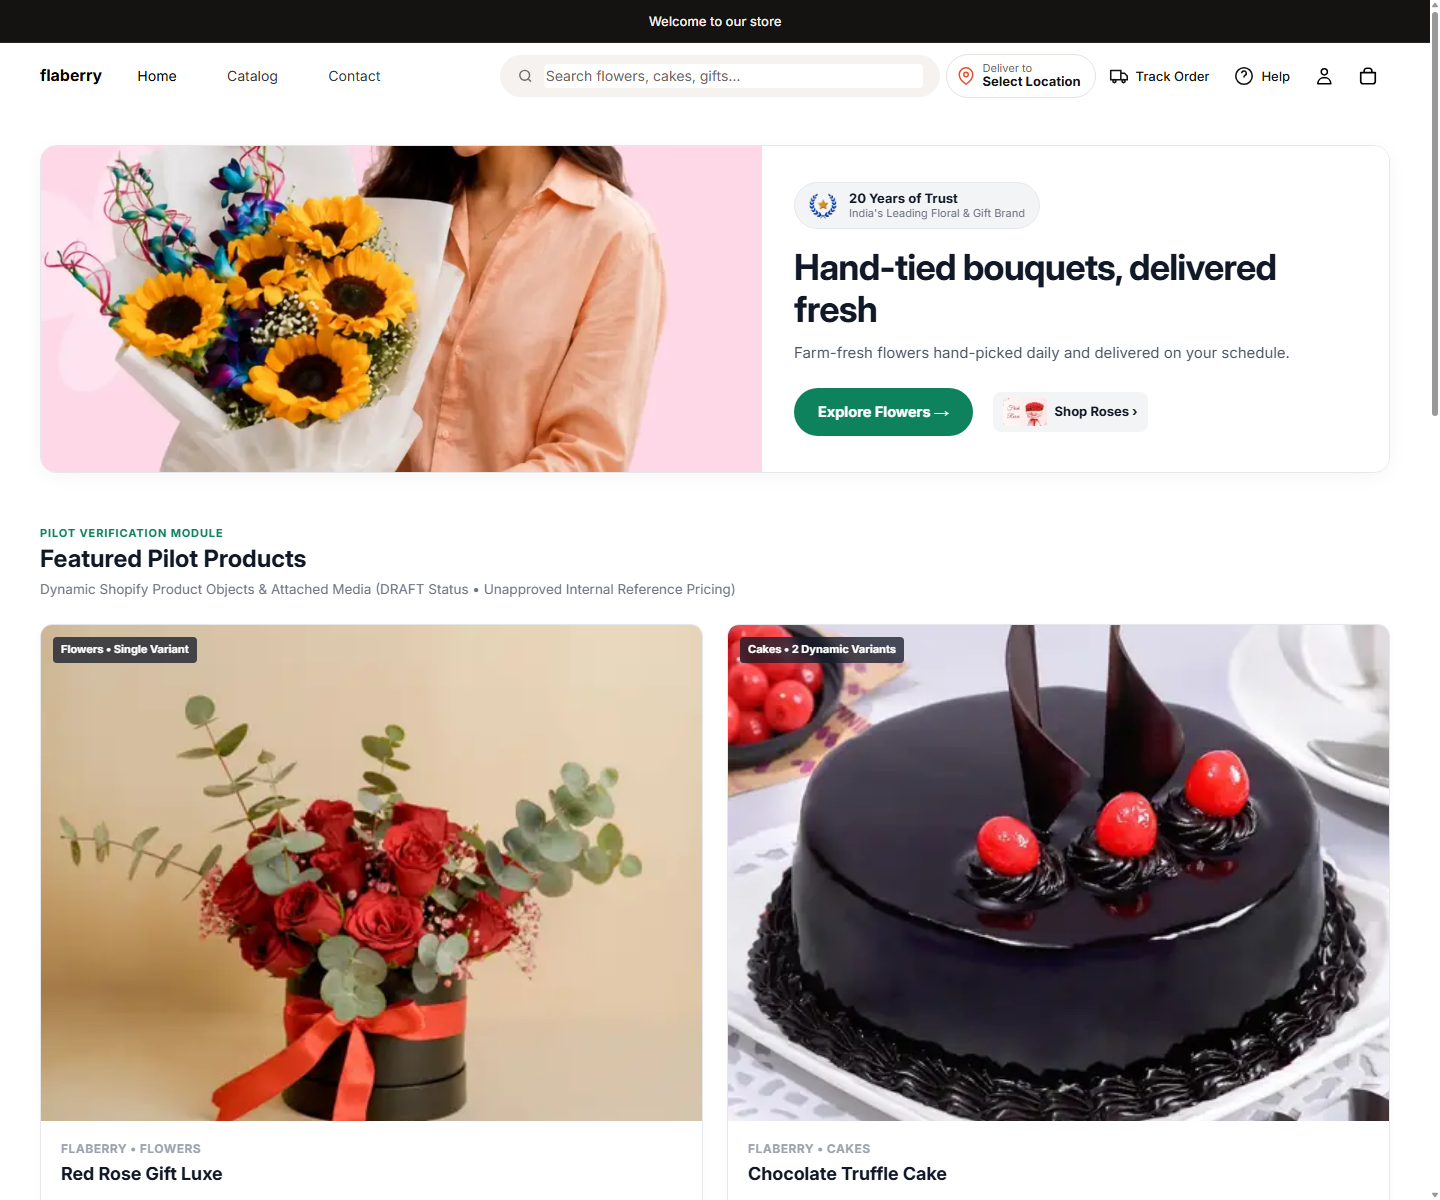 Welcome to our store
flaberry
Home
Catalog
Contact
Search flowers, cakes, gifts...
Deliver to
Select Location
Track Order
Help
20 Years of Trust
India's Leading Floral & Gift Brand
Hand-tied bouquets, delivered
fresh
Farm-fresh flowers hand-picked daily and delivered on your schedule.
Explore Flowers →
Shop Roses ›
PILOT VERIFICATION MODULE
Featured Pilot Products
Dynamic Shopify Product Objects & Attached Media (DRAFT Status • Unapproved Internal Reference Pricing)
Flowers • Single Variant
Cakes • 2 Dynamic Variants
FLABERRY • FLOWERS
Red Rose Gift Luxe
FLABERRY • CAKES
Chocolate Truffle Cake